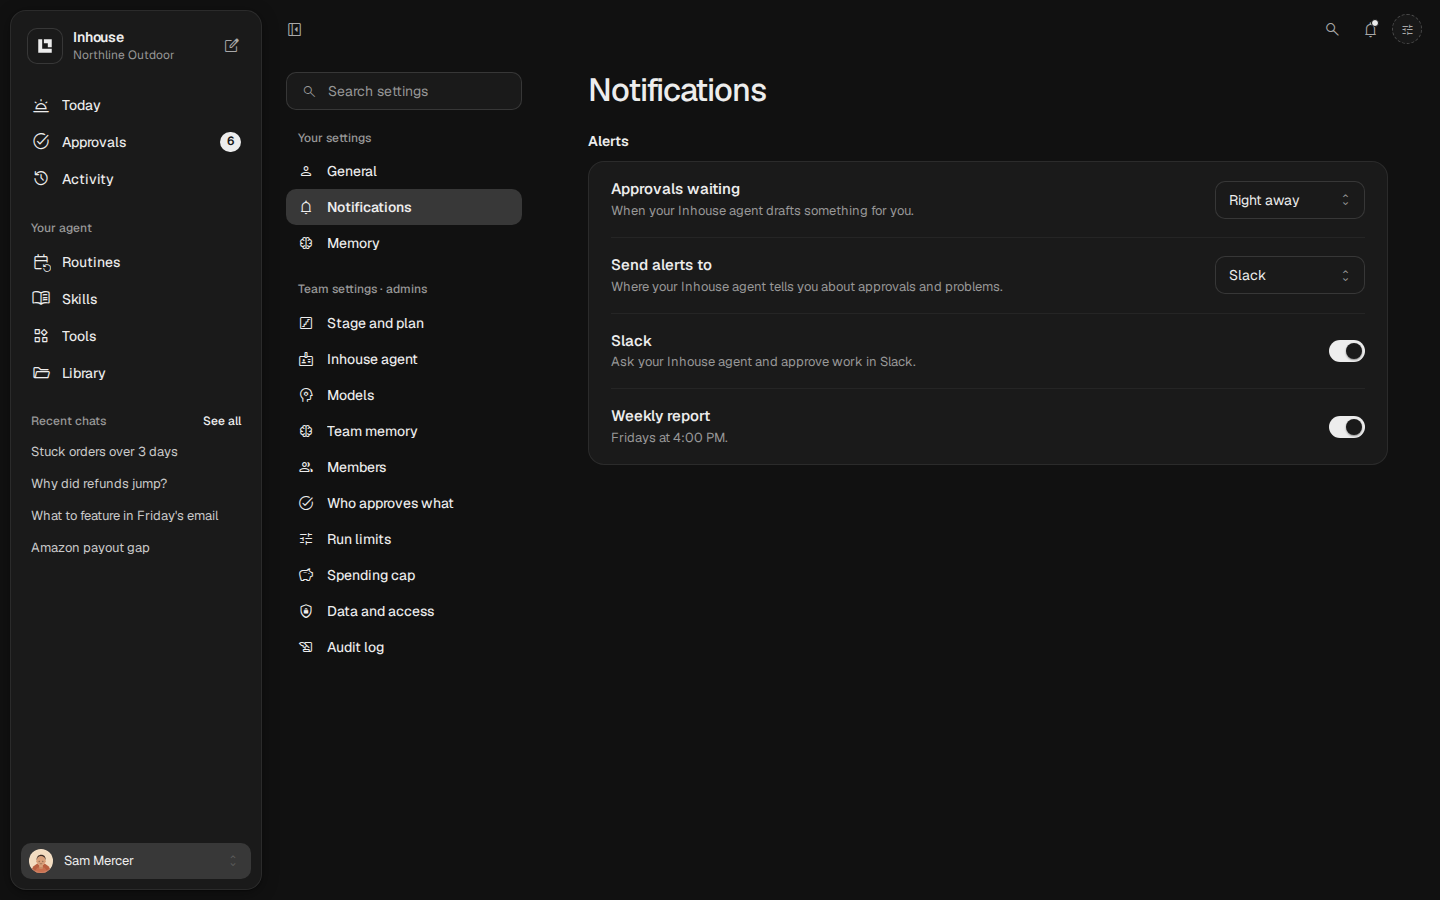 Inhouse
Northline Outdoor
Today
Approvals
6
Activity
Your agent
Routines
Skills
Tools
Library
Recent chats
See all
Stuck orders over 3 days
Why did refunds jump?
What to feature in Friday's email
Amazon payout gap
Sam Mercer
Search settings
Your settings
General
Notifications
Memory
Team settings · admins
Stage and plan
Inhouse agent
Models
Team memory
Members
Who approves what
Run limits
Spending cap
Data and access
Audit log
Notifications
Alerts
Approvals waiting
When your Inhouse agent drafts something for you.
Right away
Send alerts to
Where your Inhouse agent tells you about approvals and problems.
Slack
Slack
Ask your Inhouse agent and approve work in Slack.
Weekly report
Fridays at 4:00 PM.